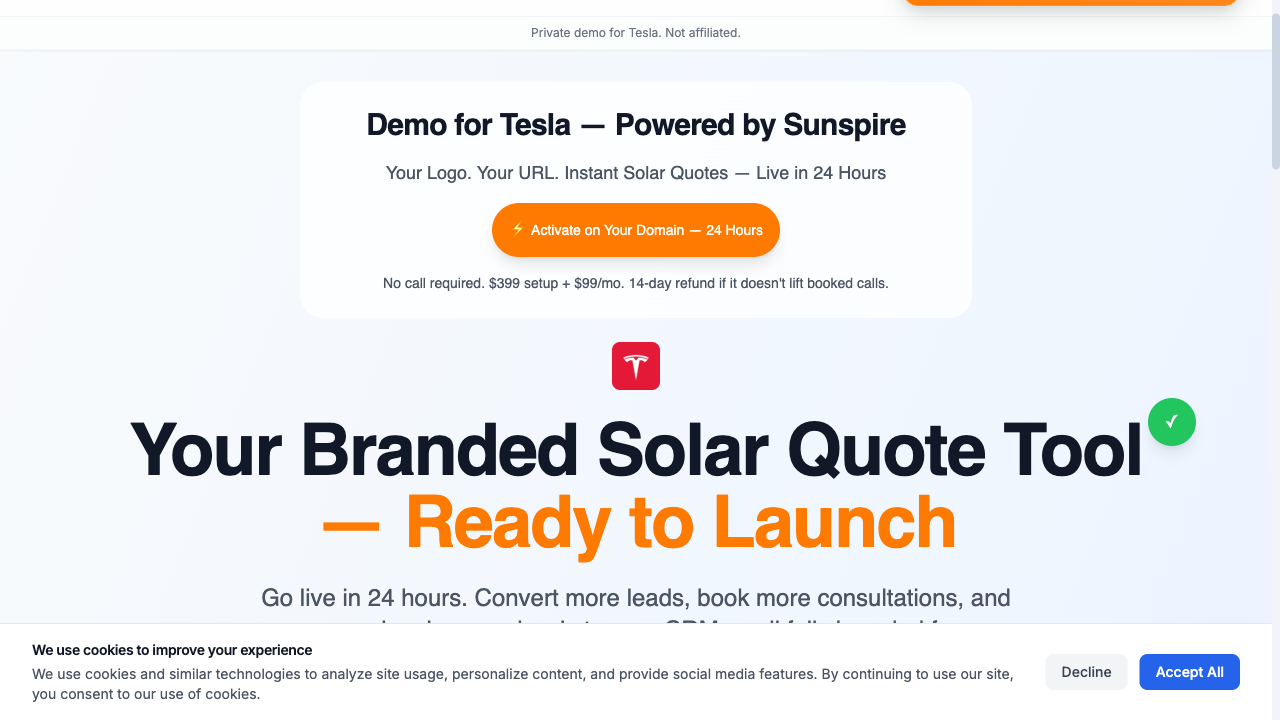 Private demo for Tesla. Not affiliated.
Demo for Tesla — Powered by Sunspire
Your Logo. Your URL. Instant Solar Quotes — Live in 24 Hours
⚡ Activate on Your Domain — 24 Hours
No call required. $399 setup + $99/mo. 14-day refund if it doesn't lift booked calls.
Your Branded Solar Quote Tool
✓
— Ready to Launch
Go live in 24 hours. Convert more leads, book more consultations, and
We use cookies to improve your experience
We use cookies and similar technologies to analyze site usage, personalize content, and provide social media features. By continuing to use our site,
you consent to our use of cookies.
Decline
Accept All